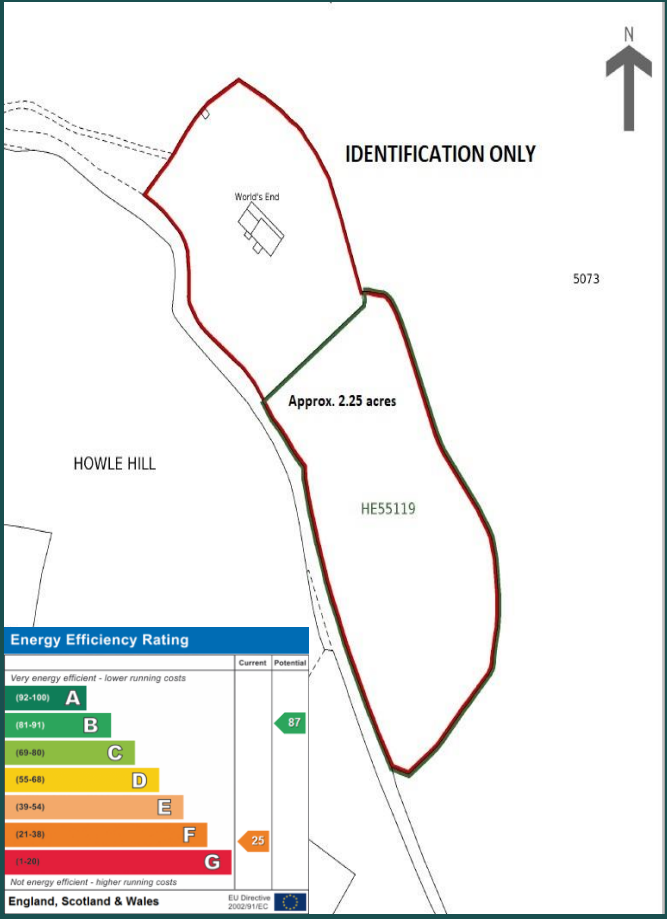 N
IDENTIFICATION ONLY
World's End
5073
Approx. 2.25 acres
HOWLE HILL
HE55119
Energy Efficiency Rating
Current Potential
Very energy efficient - lower running costs
(92-100) A
(81-91) B 87
(69-80) C
(55-68) D
(39-54) E
(21-38) F 25
(1-20) G
Not energy efficient - higher running costs
England, Scotland & Wales
EU Directive
2002/91/EC